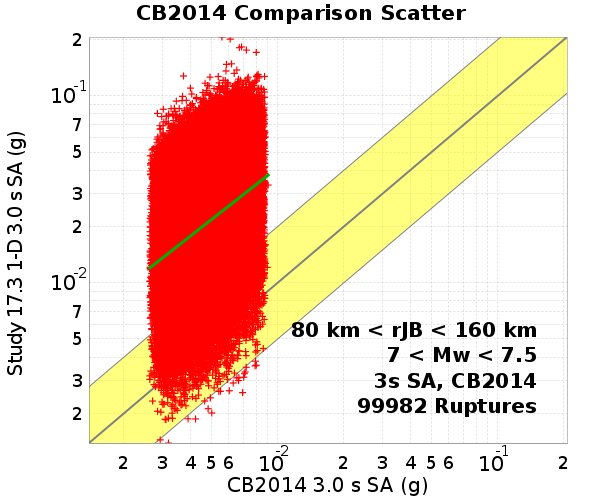 CB2014 Comparison Scatter
Study 17.3 1-D 3.0 s SA (g)
2
10-1
7
5
3
2
10-2
7
5
3
2
80 km < rJB < 160 km
7 < Mw < 7.5
3s SA, CB2014
99982 Ruptures
2 3 4 5 6 10-2 2 3 4 5 6 10-1 2
CB2014 3.0 s SA (g)